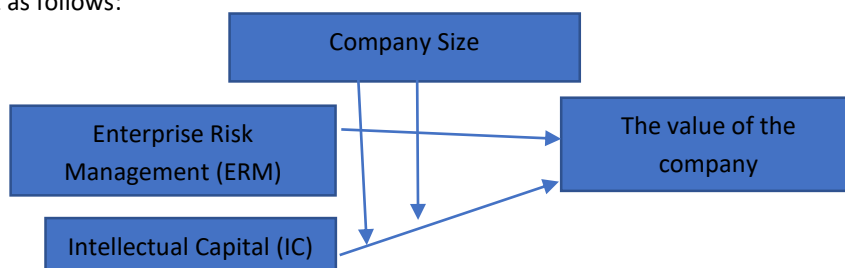 as follows:
Company Size
Enterprise Risk
Management (ERM)
The value of the
company
Intellectual Capital (IC)